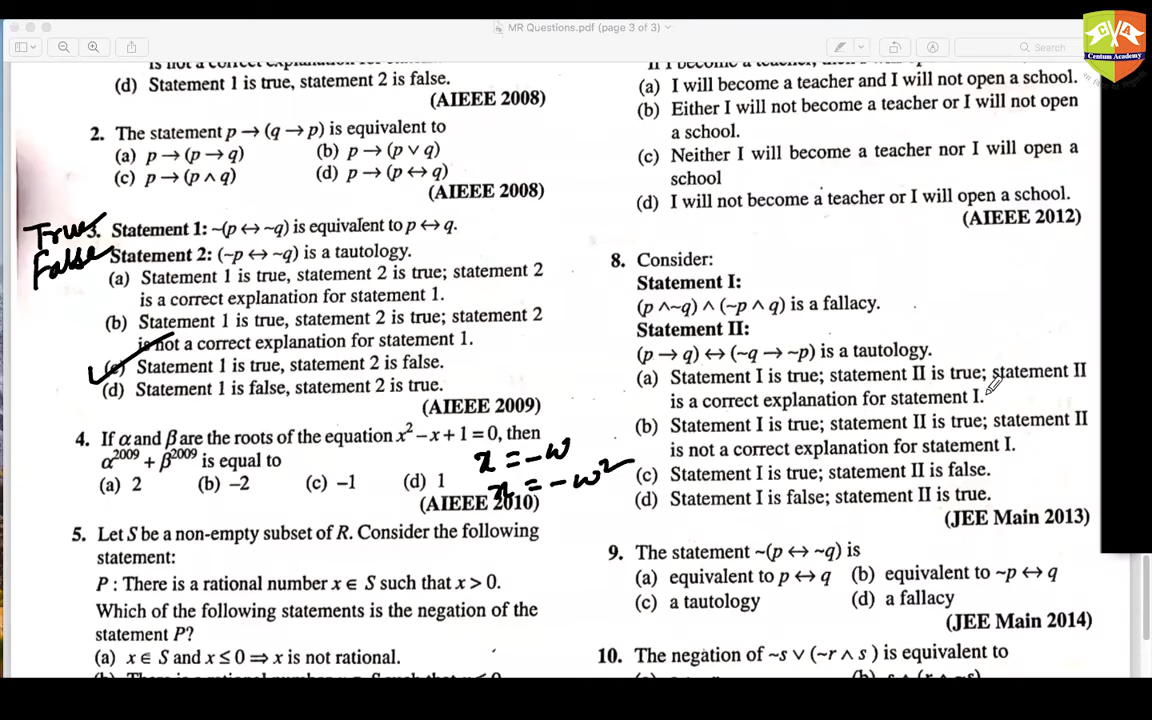 MR Questions.pdf (page 3 of 3)
Search
Centum Academy
(d) Statement 1 is true, statement 2 is false.
(AIEEE 2008)
2. The statement p → (q → p) is equivalent to
(a) p → (p → q) (b) p → (p ∨ q)
(c) p → (p ∧ q) (d) p → (p ↔ q)
(AIEEE 2008)
True
False
3. Statement 1: ~(p ↔ ~q) is equivalent to p ↔ q.
Statement 2: (~p ↔ ~q) is a tautology.
(a) Statement 1 is true, statement 2 is true; statement 2
is a correct explanation for statement 1.
(b) Statement 1 is true, statement 2 is true; statement 2
is not a correct explanation for statement 1.
(c) Statement 1 is true, statement 2 is false.
(d) Statement 1 is false, statement 2 is true.
(AIEEE 2009)
4. If α and β are the roots of the equation x² − x + 1 = 0, then
α²⁰⁰⁹ + β²⁰⁰⁹ is equal to
x = −ω
(a) 2 (b) −2 (c) −1 (d) 1
x = −ω²
(AIEEE 2010)
5. Let S be a non-empty subset of R. Consider the following
statement:
P : There is a rational number x ∈ S such that x > 0.
Which of the following statements is the negation of the
statement P?
(a) x ∈ S and x ≤ 0 ⇒ x is not rational.
(a) I will become a teacher and I will not open a school.
(b) Either I will not become a teacher or I will not open
a school.
(c) Neither I will become a teacher nor I will open a
school
(d) I will not become a teacher or I will open a school.
(AIEEE 2012)
8. Consider:
Statement I:
(p ∧ ~q) ∧ (~p ∧ q) is a fallacy.
Statement II:
(p → q) ↔ (~q → ~p) is a tautology.
(a) Statement I is true; statement II is true; statement II
is a correct explanation for statement I.
(b) Statement I is true; statement II is true; statement II
is not a correct explanation for statement I.
(c) Statement I is true; statement II is false.
(d) Statement I is false; statement II is true.
(JEE Main 2013)
9. The statement ~(p ↔ ~q) is
(a) equivalent to p ↔ q (b) equivalent to ~p ↔ q
(c) a tautology (d) a fallacy
(JEE Main 2014)
10. The negation of ~s ∨ (~r ∧ s) is equivalent to